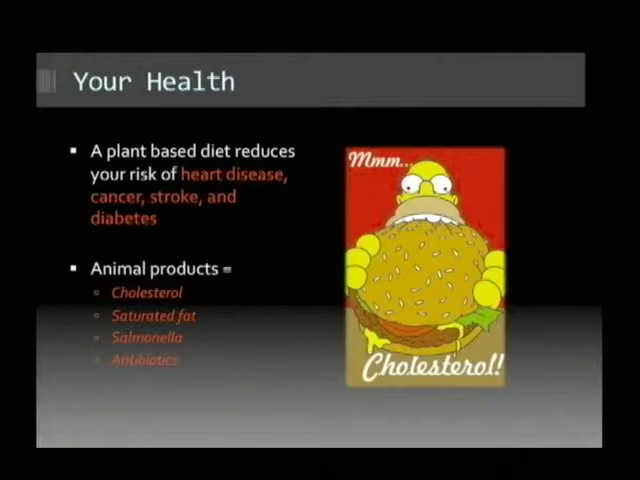 Your Health
A plant based diet reduces
your risk of heart disease,
cancer, stroke, and
diabetes
Animal products =
Cholesterol
Saturated fat
Salmonella
Antibiotics
Mmm...
Cholesterol!